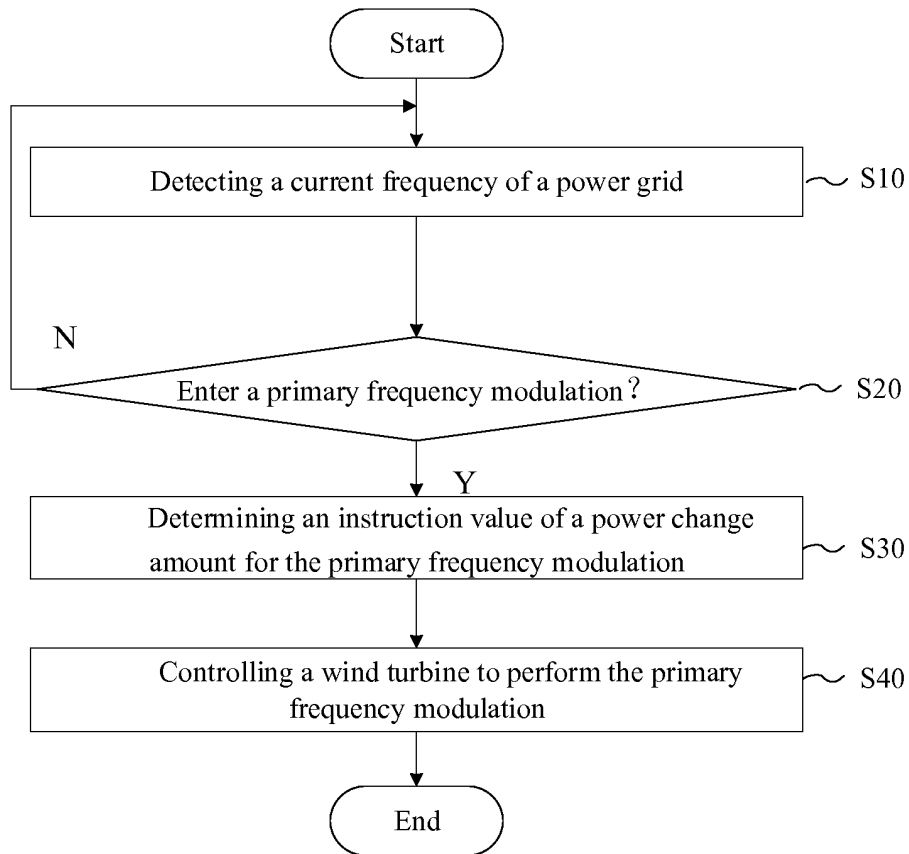 Start
Detecting a current frequency of a power grid
S10
N
Enter a primary frequency modulation?
S20
Y
Determining an instruction value of a power change
amount for the primary frequency modulation
S30
Controlling a wind turbine to perform the primary
frequency modulation
S40
End